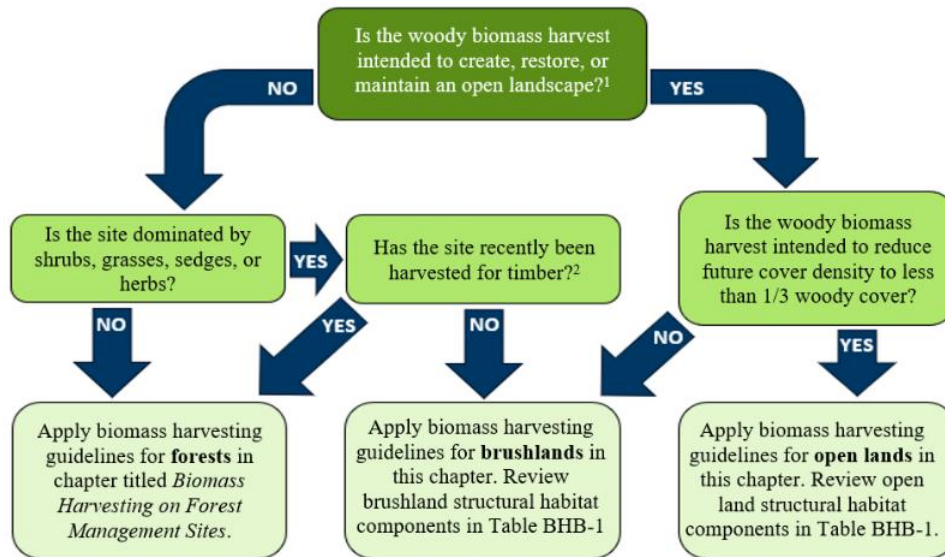 Is the woody biomass harvest
intended to create, restore, or
maintain an open landscape?¹
NO
YES
Is the site dominated by
shrubs, grasses, sedges, or
herbs?
YES
Has the site recently been
harvested for timber?²
Is the woody biomass
harvest intended to reduce
future cover density to less
than 1/3 woody cover?
NO
YES
NO
NO
YES
Apply biomass harvesting
guidelines for forests in
chapter titled Biomass
Harvesting on Forest
Management Sites.
Apply biomass harvesting
guidelines for brushlands in
this chapter. Review
brushland structural habitat
components in Table BHB-1
Apply biomass harvesting
guidelines for open lands in
this chapter. Review open
land structural habitat
components in Table BHB-1.